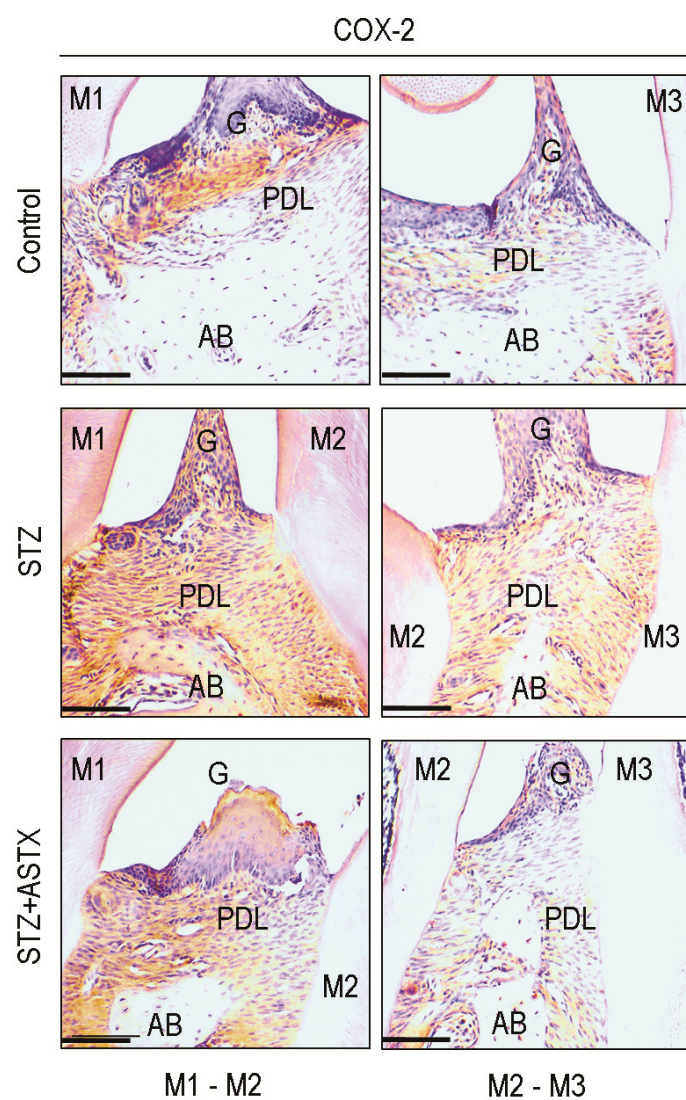 COX-2
Control
M1
G
PDL
AB
M3
G
PDL
AB
STZ
M1
G
M2
PDL
AB
G
PDL
M2
M3
AB
STZ+ASTX
M1
G
PDL
M2
AB
M2
G
M3
PDL
AB
M1 - M2
M2 - M3